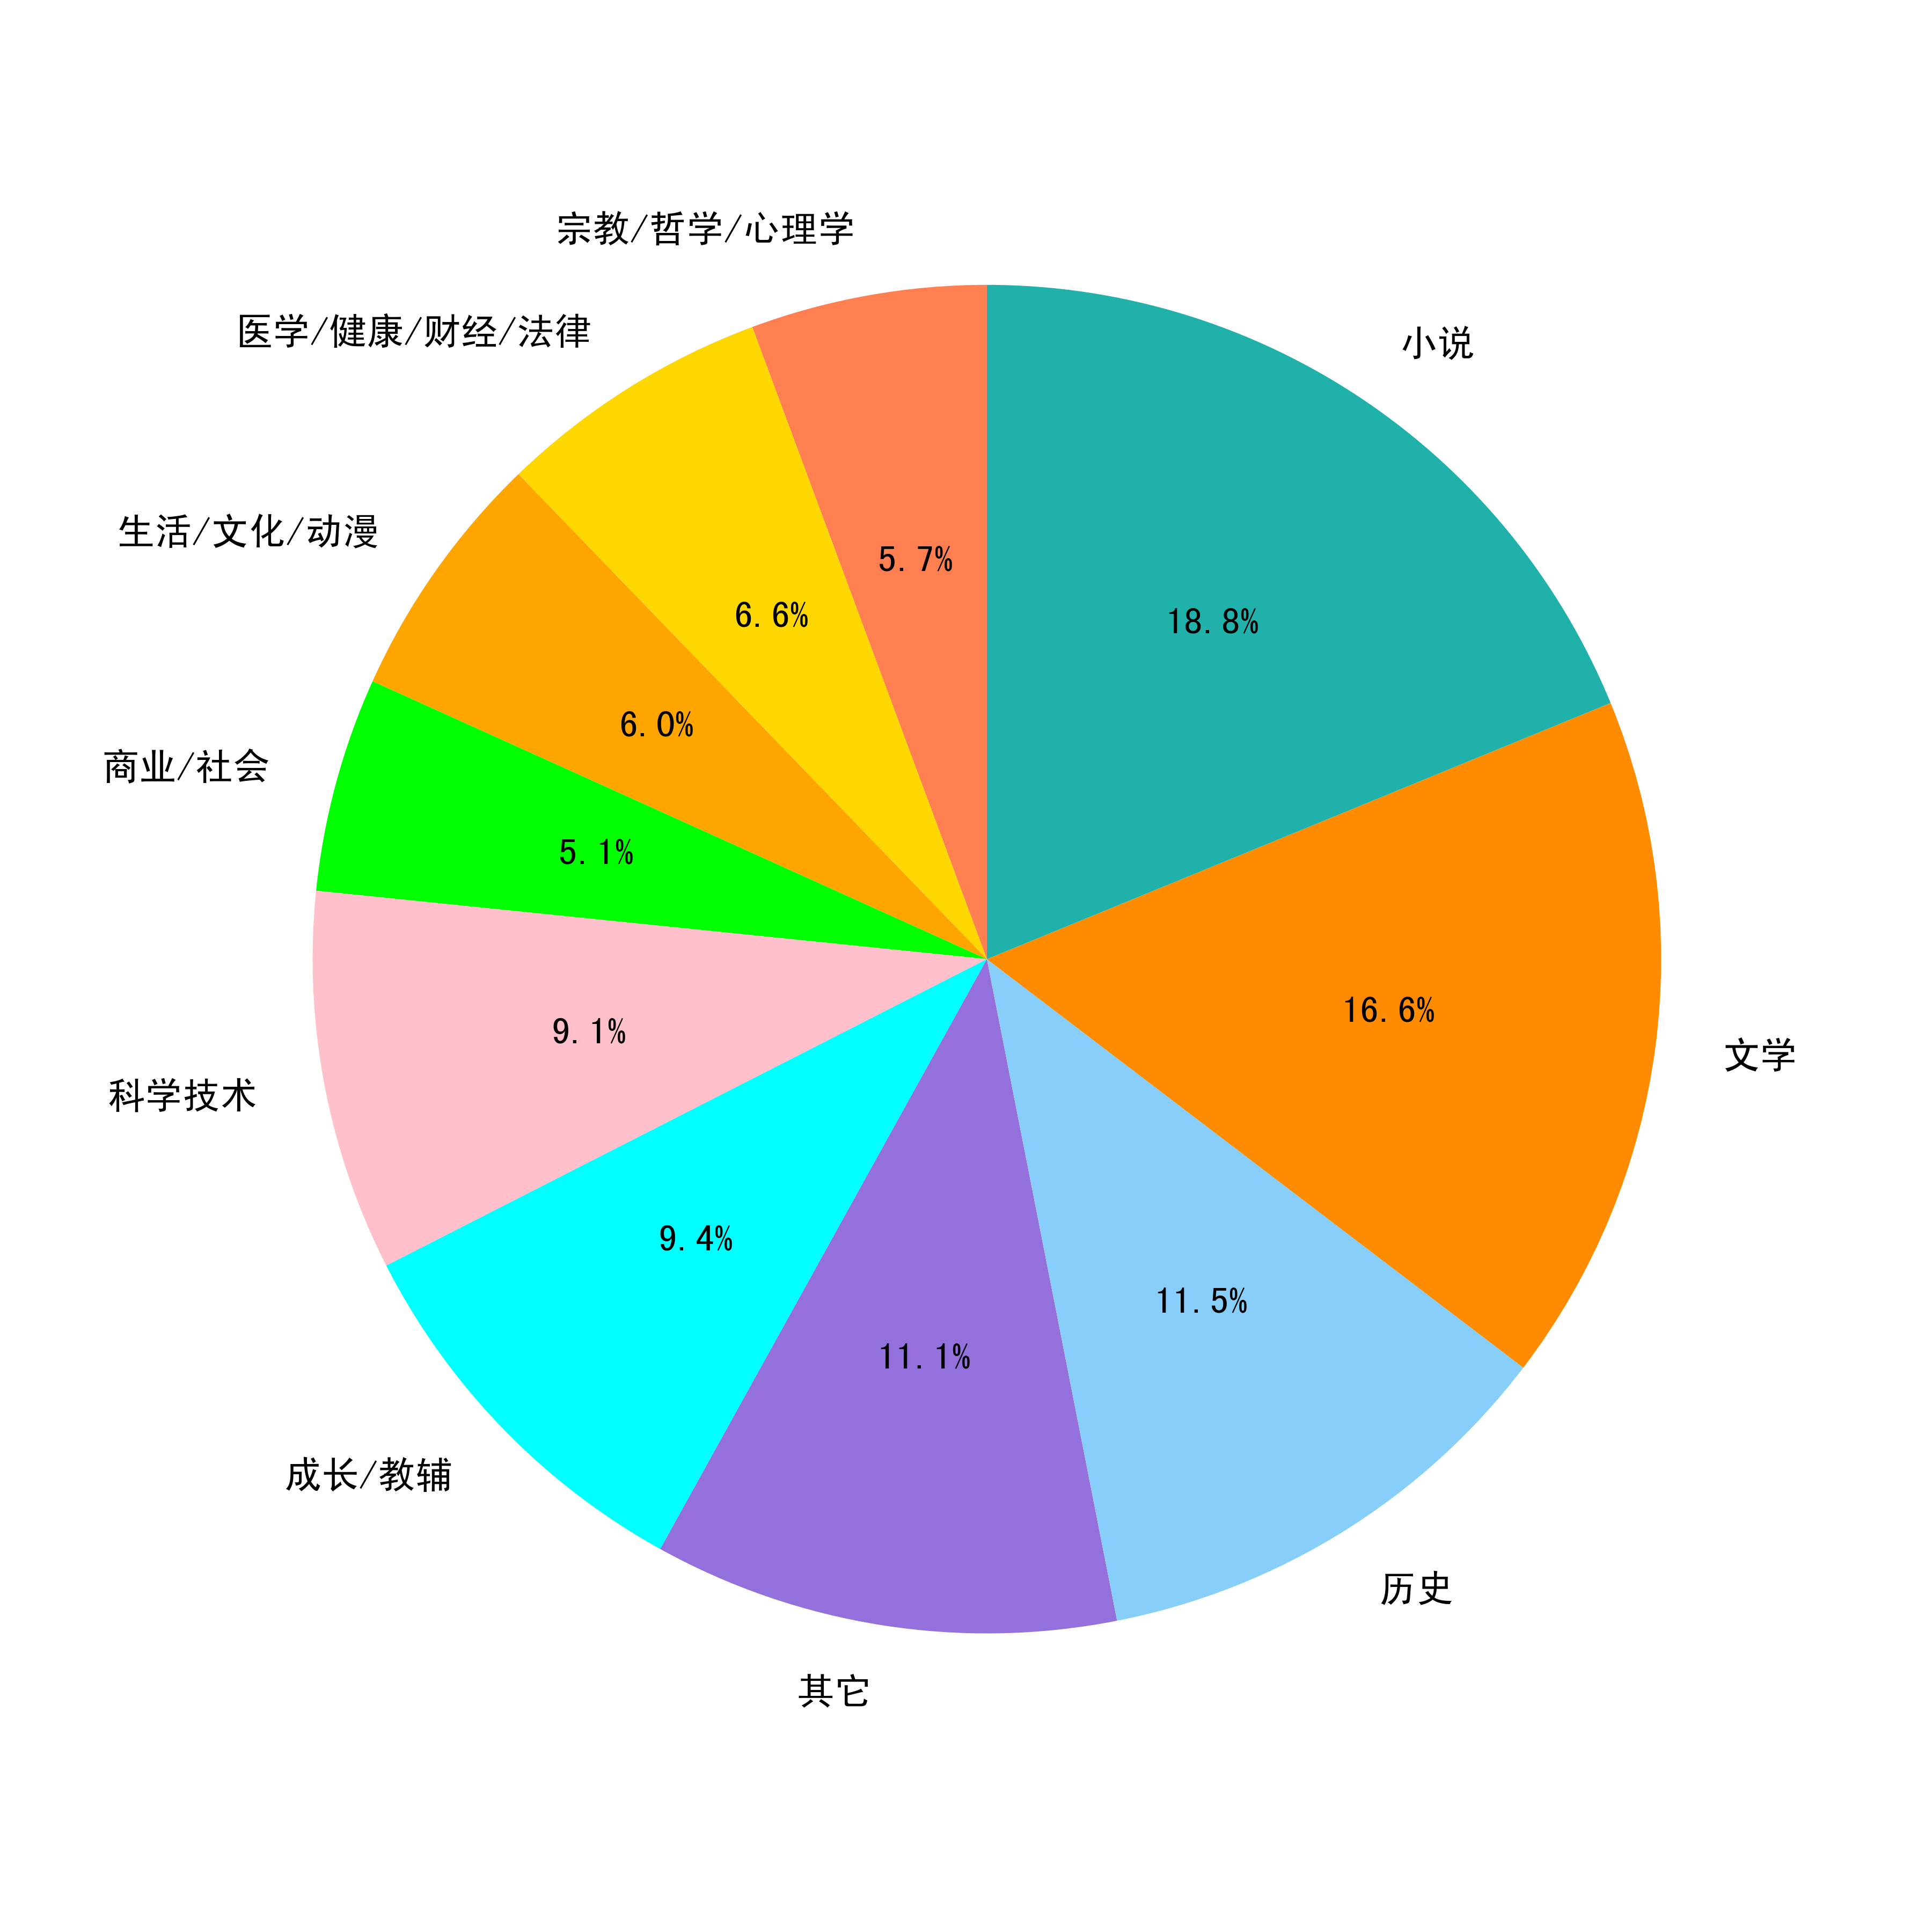 宗教/哲学/心理学
医学/健康/财经/法律
小说
生活/文化/动漫
5.7%
6.6%
18.8%
6.0%
商业/社会
5.1%
16.6%
9.1%
文学
科学技术
9.4%
11.5%
11.1%
成长/教辅
历史
其它